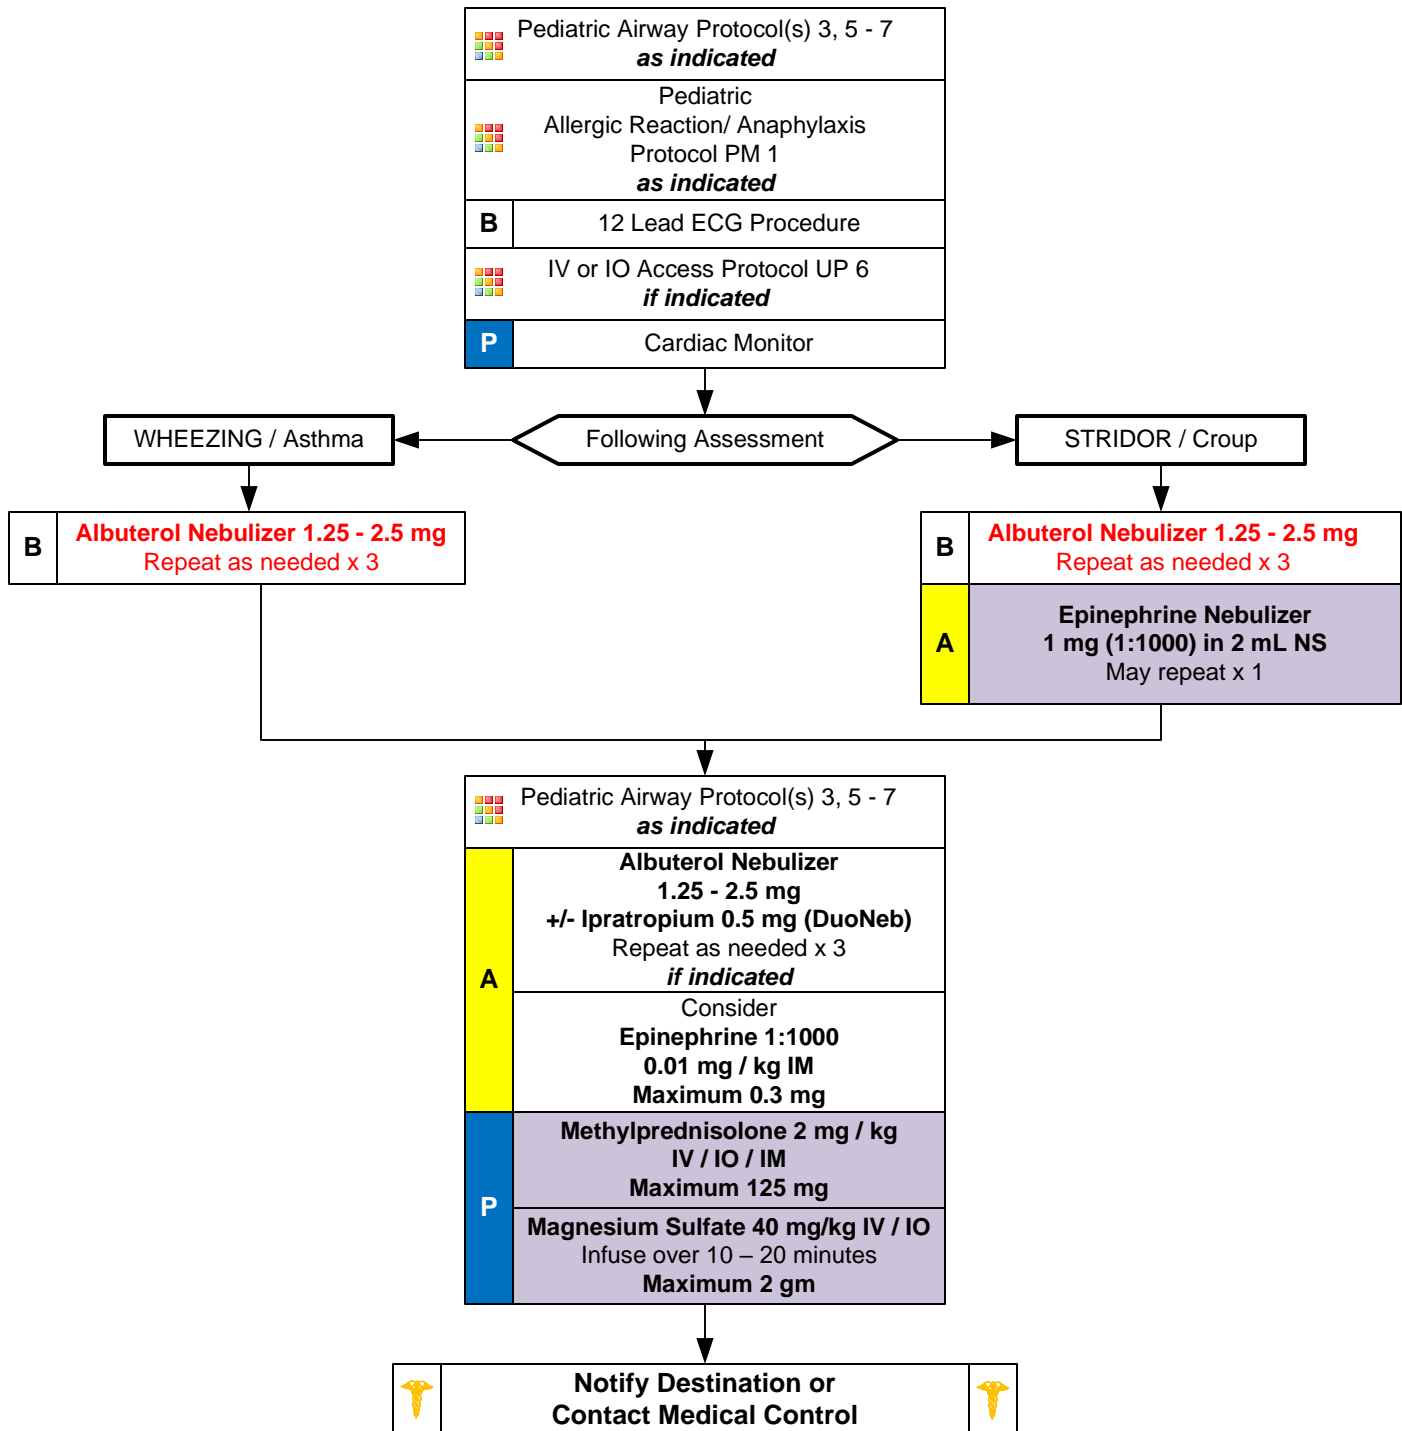 Pediatric Airway Protocol(s) 3, 5 - 7
as indicated
Pediatric
Allergic Reaction/ Anaphylaxis
Protocol PM 1
as indicated
B
12 Lead ECG Procedure
IV or IO Access Protocol UP 6
if indicated
P
Cardiac Monitor
WHEEZING / Asthma
Following Assessment
STRIDOR / Croup
B
Albuterol Nebulizer 1.25 - 2.5 mg
Repeat as needed x 3
B
Albuterol Nebulizer 1.25 - 2.5 mg
Repeat as needed x 3
A
Epinephrine Nebulizer
1 mg (1:1000) in 2 mL NS
May repeat x 1
Pediatric Airway Protocol(s) 3, 5 - 7
as indicated
A
Albuterol Nebulizer
1.25 - 2.5 mg
+/- Ipratropium 0.5 mg (DuoNeb)
Repeat as needed x 3
if indicated
Consider
Epinephrine 1:1000
0.01 mg / kg IM
Maximum 0.3 mg
P
Methylprednisolone 2 mg / kg
IV / IO / IM
Maximum 125 mg
Magnesium Sulfate 40 mg/kg IV / IO
Infuse over 10 – 20 minutes
Maximum 2 gm
Notify Destination or
Contact Medical Control